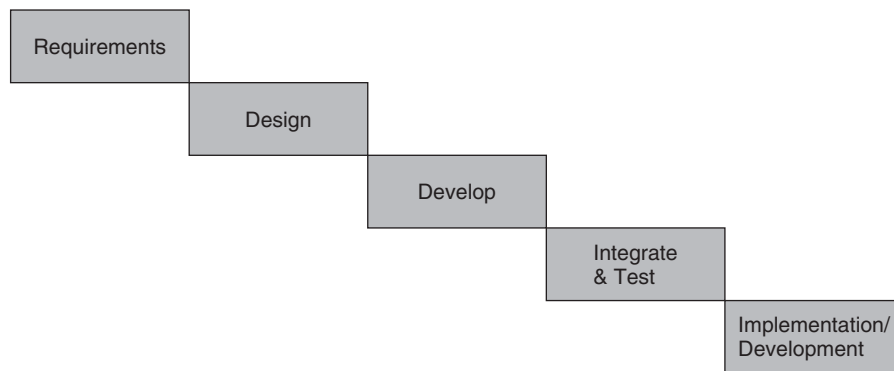 Requirements
Design
Develop
Integrate
& Test
Implementation/
Development